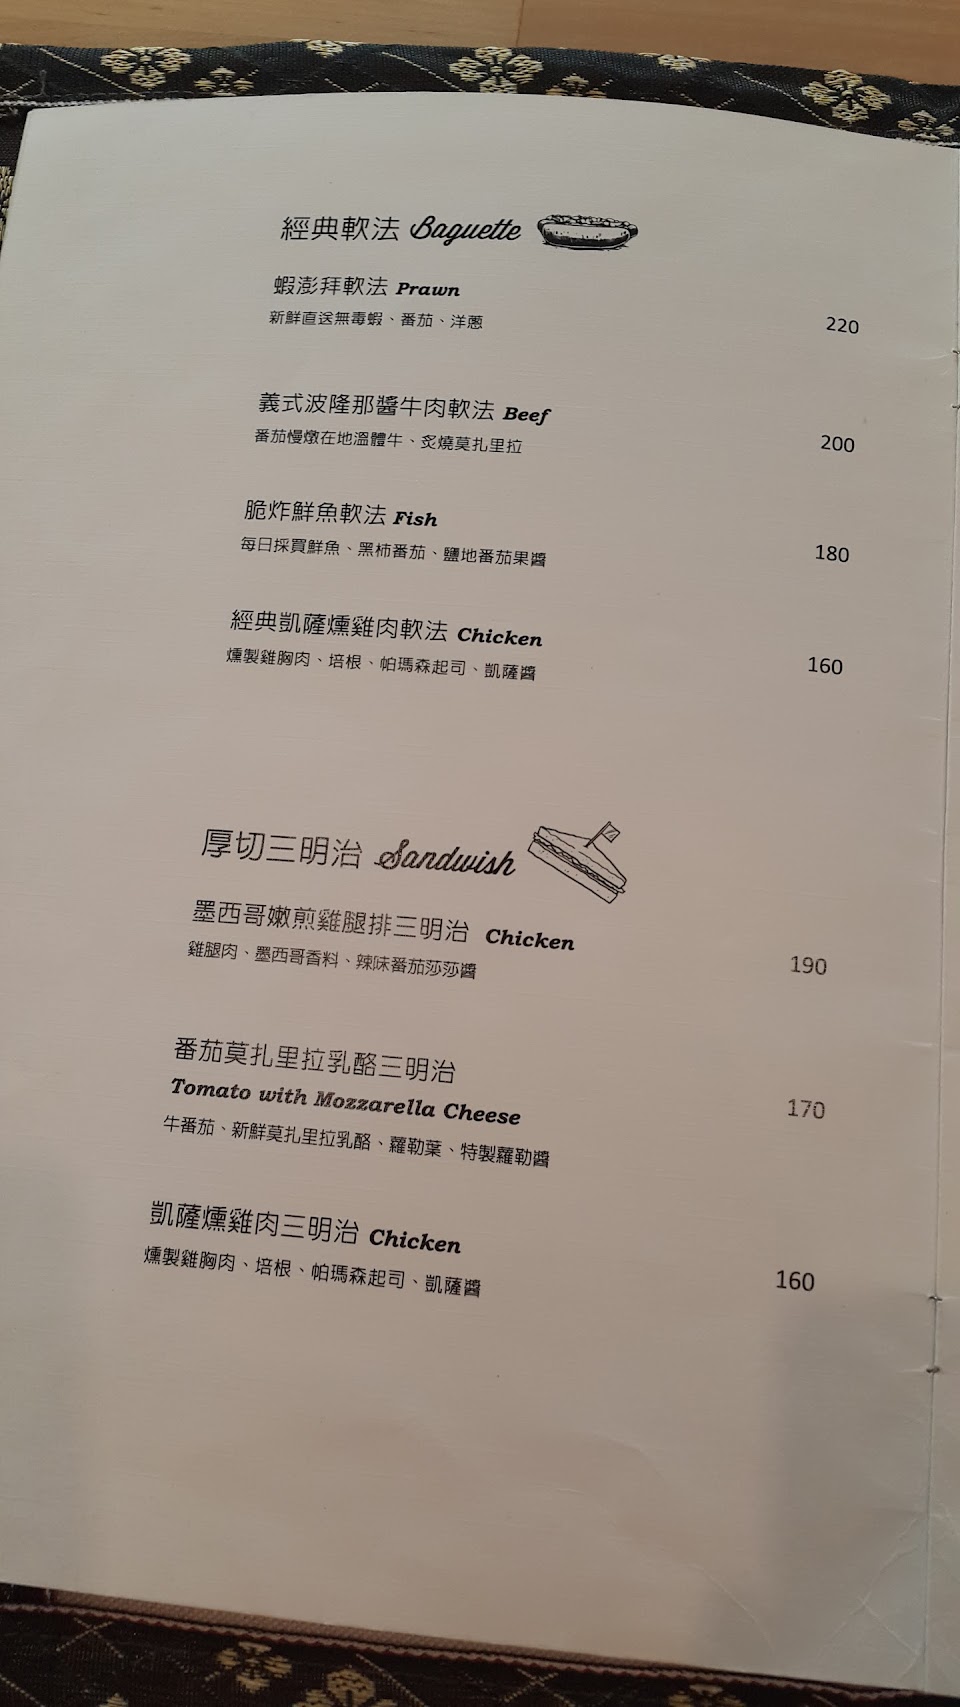 經典軟法 Baguette
蝦澎拜軟法 Prawn
新鮮直送無毒蝦、番茄、洋蔥
220
義式波隆那醬牛肉軟法 Beef
番茄慢燉在地溫體牛、炙燒莫扎里拉
200
脆炸鮮魚軟法 Fish
每日採買鮮魚、黑柿番茄、鹽地番茄果醬
180
經典凱薩燻雞肉軟法 Chicken
燻製雞胸肉、培根、帕瑪森起司、凱薩醬
160
厚切三明治 Sandwish
墨西哥嫩煎雞腿排三明治 Chicken
雞腿肉、墨西哥香料、辣味番茄莎莎醬
190
番茄莫扎里拉乳酪三明治
Tomato with Mozzarella Cheese
170
牛番茄、新鮮莫扎里拉乳酪、蘿勒葉、特製蘿勒醬
凱薩燻雞肉三明治 Chicken
燻製雞胸肉、培根、帕瑪森起司、凱薩醬
160